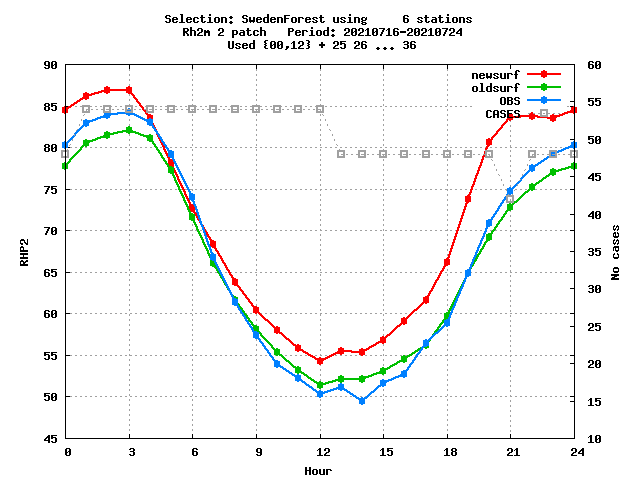 Selection: SwedenForest using     6 stations
Rh2m 2 patch   Period: 20210716-20210724
Used {00,12} + 25 26 ... 36
90
85
80
75
70
65
60
55
50
45
RHP2
newsurf
oldsurf
OBS
CASES
60
55
50
45
40
35
30
25
20
15
10
No cases
0 3 6 9 12 15 18 21 24
Hour